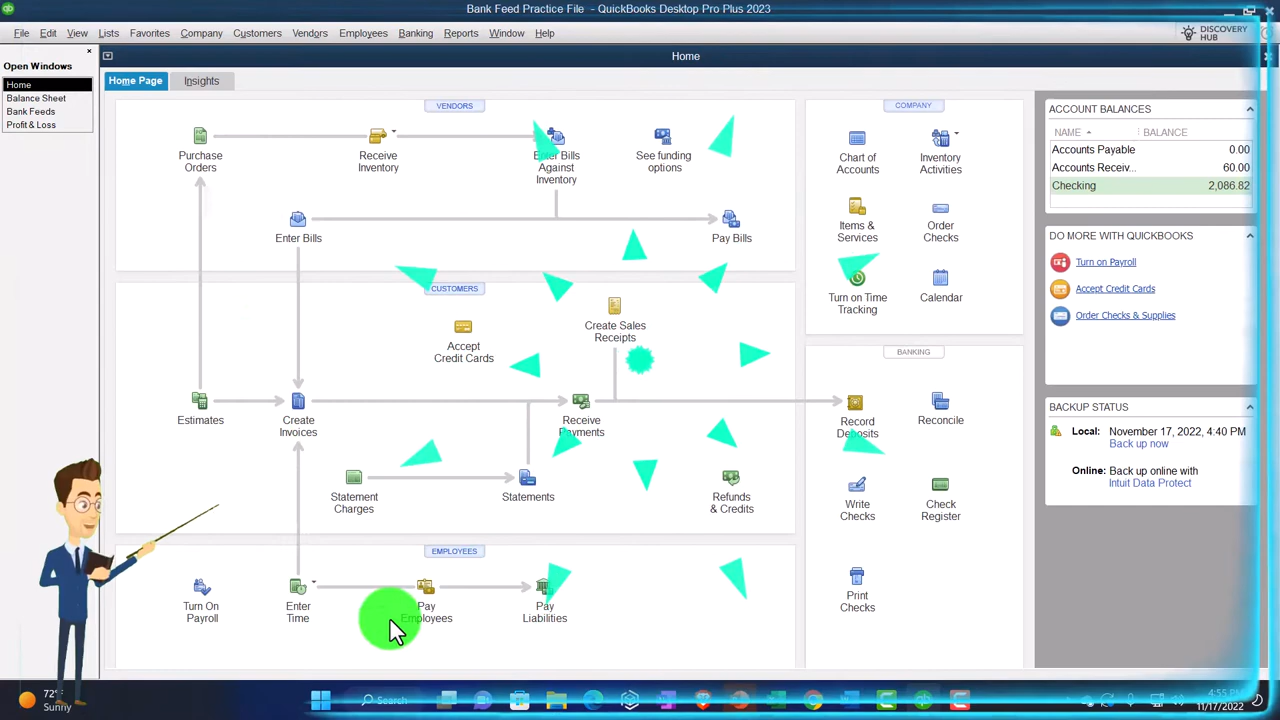 Bank Feed Practice File - QuickBooks Desktop Pro Plus 2023
File Edit View Lists Favorites Company Customers Vendors Employees Banking Reports Window Help
DISCOVERY HUB
Open Windows
Home
Balance Sheet
Bank Feeds
Profit & Loss
Home
Home Page
Insights
VENDORS
Purchase Orders
Receive Inventory
Enter Bills Against Inventory
See funding options
Enter Bills
Pay Bills
CUSTOMERS
Accept Credit Cards
Create Sales Receipts
Estimates
Create Invoices
Receive Payments
Statement Charges
Statements
Refunds & Credits
EMPLOYEES
Turn On Payroll
Enter Time
Pay Employees
Pay Liabilities
COMPANY
Chart of Accounts
Inventory Activities
Items & Services
Order Checks
Turn on Time Tracking
Calendar
BANKING
Record Deposits
Reconcile
Write Checks
Check Register
Print Checks
ACCOUNT BALANCES
NAME BALANCE
Accounts Payable 0.00
Accounts Receiv... 60.00
Checking 2,086.82
DO MORE WITH QUICKBOOKS
Turn on Payroll
Accept Credit Cards
Order Checks & Supplies
BACKUP STATUS
Local: November 17, 2022, 4:40 PM
Back up now
Online: Back up online with
Intuit Data Protect
72°
Sunny
Search
4:55 PM
11/17/2022